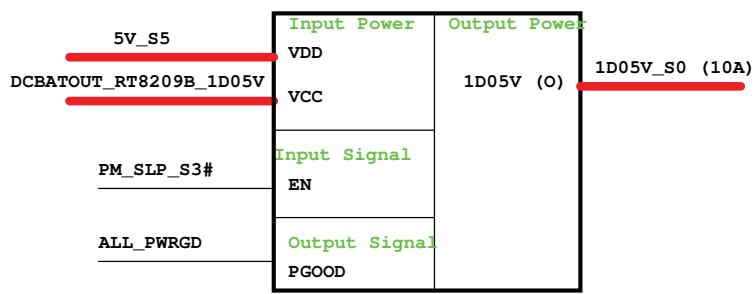 Input Power
Output Power
5V_S5
VDD
DCBATOUT_RT8209B_1D05V
VCC
1D05V (O)
1D05V_S0 (10A)
Input Signal
PM_SLP_S3#
EN
ALL_PWRGD
Output Signal
PGOOD